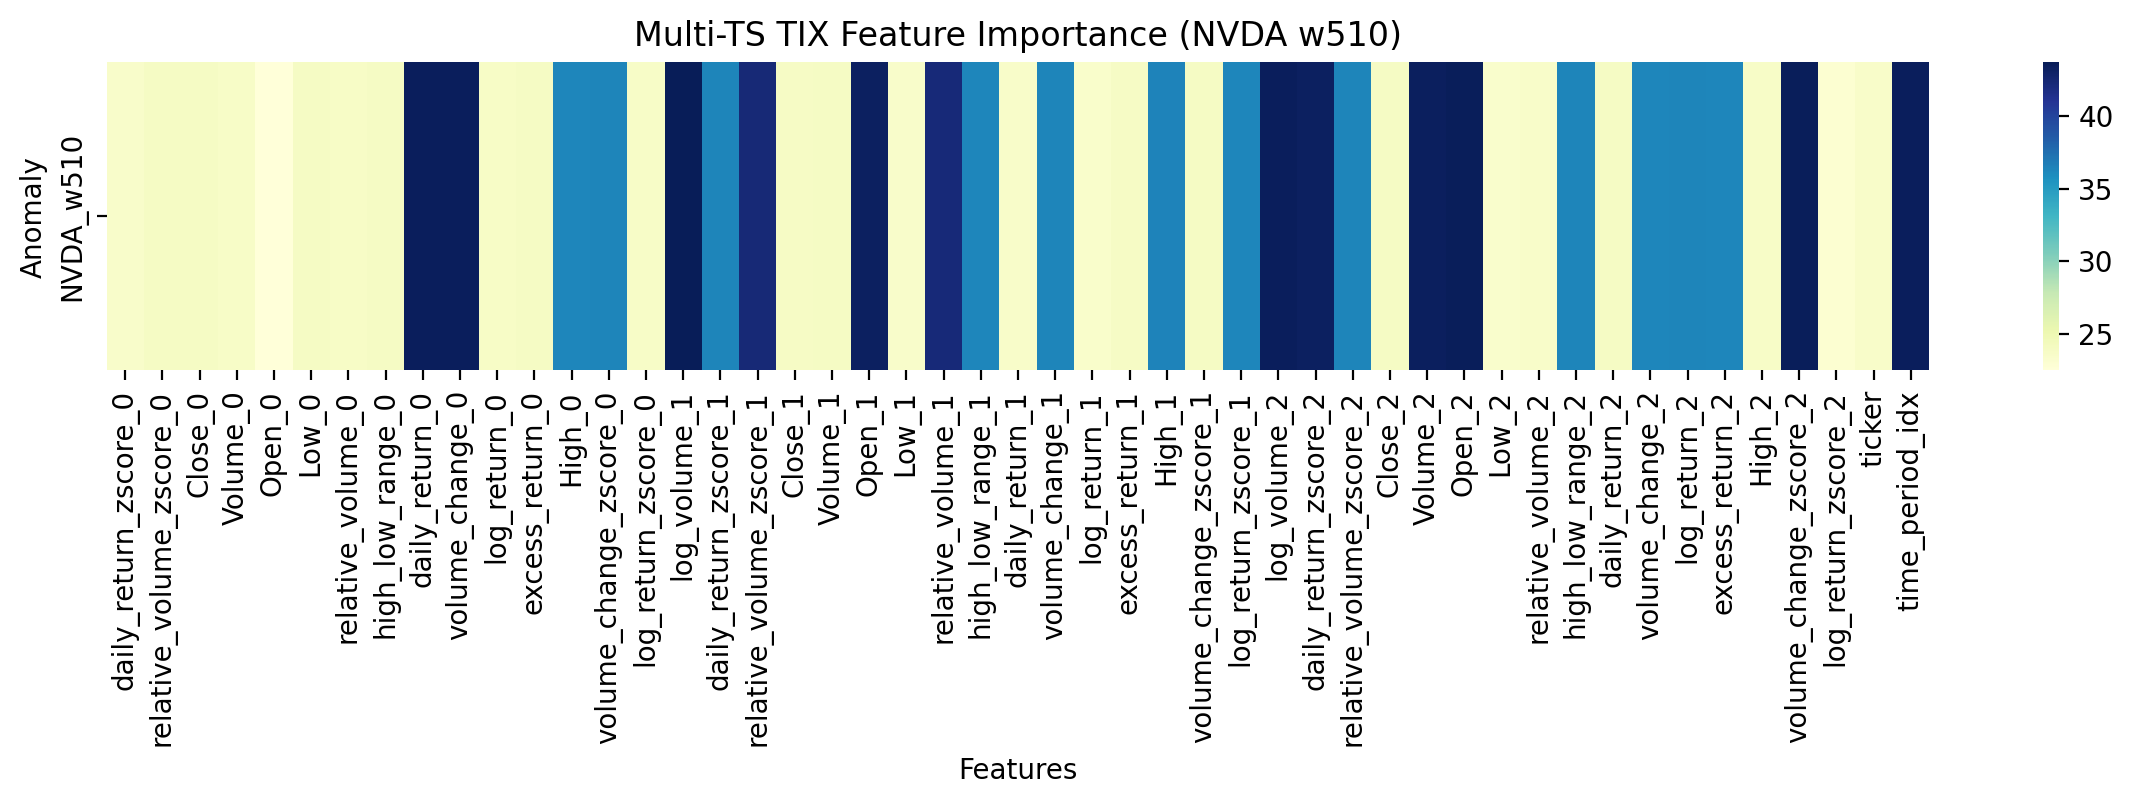 Multi-TS TIX Feature Importance (NVDA w510)
Anomaly
NVDA_w510
40
35
30
25
daily_return_zscore_0
relative_volume_zscore_0
Close_0
Volume_0
Open_0
Low_0
relative_volume_0
high_low_range_0
daily_return_0
volume_change_0
log_return_0
excess_return_0
High_0
volume_change_zscore_0
log_return_zscore_0
log_volume_1
daily_return_zscore_1
relative_volume_zscore_1
Close_1
Volume_1
Open_1
Low_1
relative_volume_1
high_low_range_1
daily_return_1
volume_change_1
log_return_1
excess_return_1
High_1
volume_change_zscore_1
log_return_zscore_1
log_volume_2
daily_return_zscore_2
relative_volume_zscore_2
Close_2
Volume_2
Open_2
Low_2
relative_volume_2
high_low_range_2
daily_return_2
volume_change_2
log_return_2
excess_return_2
High_2
volume_change_zscore_2
log_return_zscore_2
ticker
time_period_idx
Features